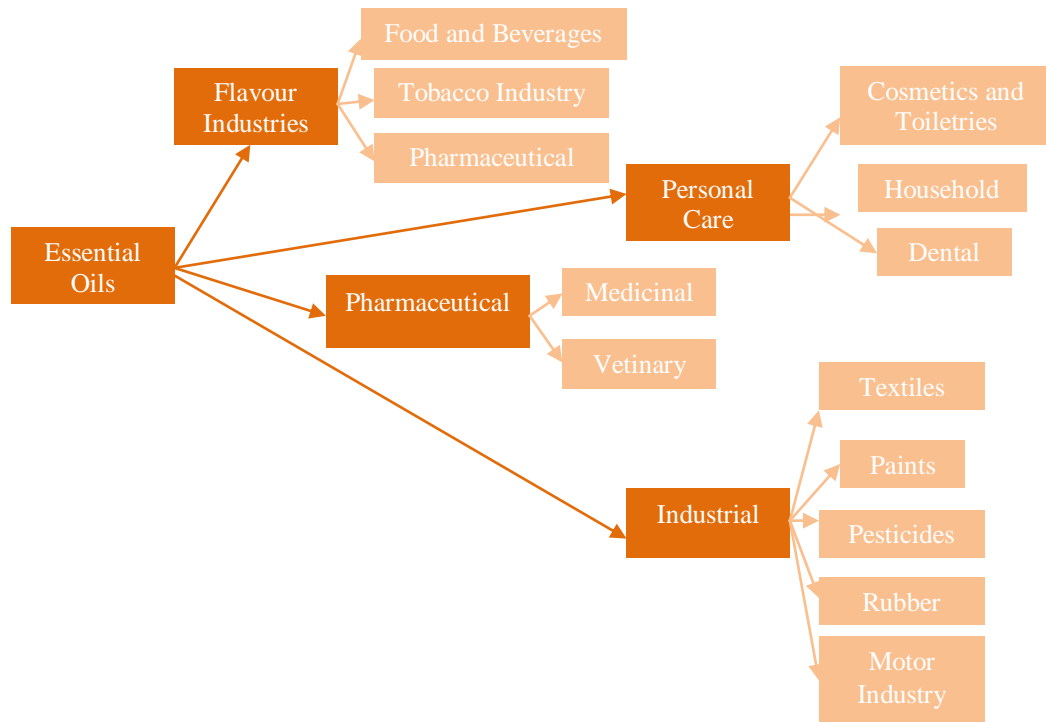 Essential
Oils
Flavour
Industries
Food and Beverages
Tobacco Industry
Pharmaceutical
Personal
Care
Cosmetics and
Toiletries
Household
Dental
Pharmaceutical
Medicinal
Vetinary
Industrial
Textiles
Paints
Pesticides
Rubber
Motor
Industry